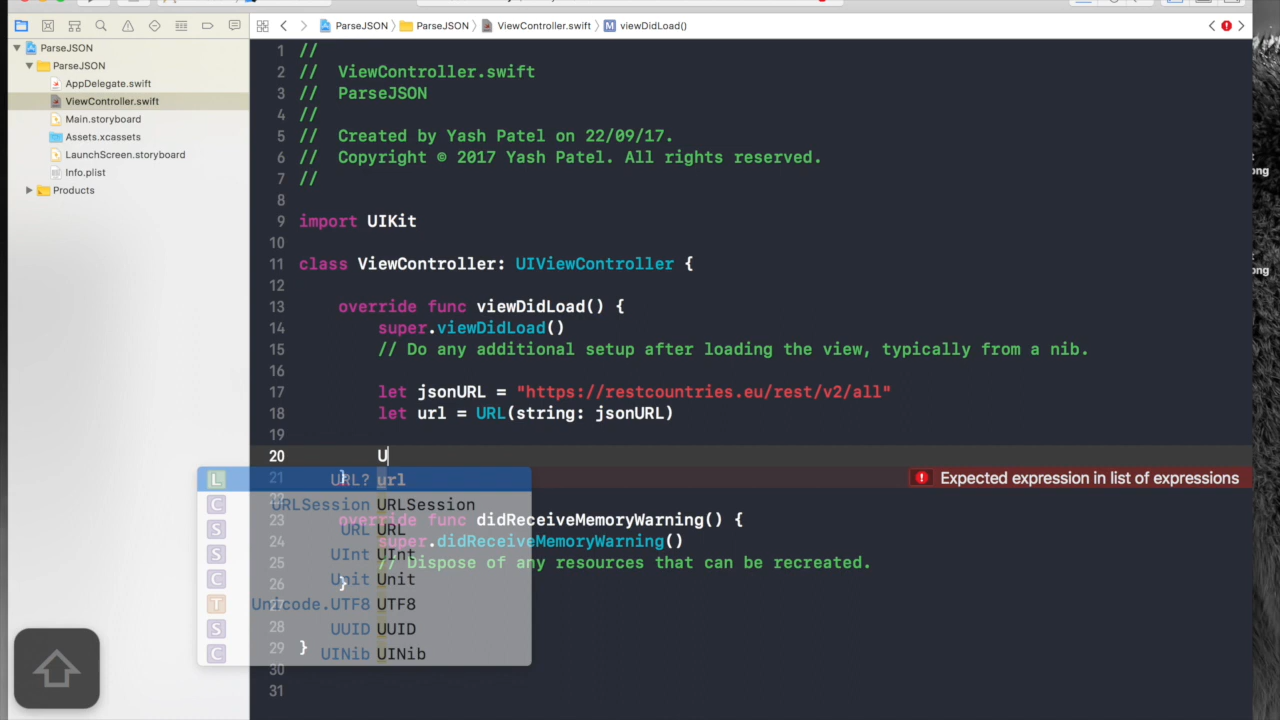 ParseJSON
ParseJSON
ViewController.swift
viewDidLoad()
ParseJSON
ParseJSON
AppDelegate.swift
ViewController.swift
Main.storyboard
Assets.xcassets
LaunchScreen.storyboard
Info.plist
Products
1 //
2 // ViewController.swift
3 // ParseJSON
4 //
5 // Created by Yash Patel on 22/09/17.
6 // Copyright © 2017 Yash Patel. All rights reserved.
7 //
8
9 import UIKit
10
11 class ViewController: UIViewController {
12
13 override func viewDidLoad() {
14 super.viewDidLoad()
15 // Do any additional setup after loading the view, typically from a nib.
16
17 let jsonURL = "https://restcountries.eu/rest/v2/all"
18 let url = URL(string: jsonURL)
19
20 U
21 }
Expected expression in list of expressions
L URL? url
C URLSession URLSession
S URL URL
S UInt UInt
C Unit Unit
T Unicode.UTF8 UTF8
S UUID UUID
C UINib UINib
23 override func didReceiveMemoryWarning() {
24 super.didReceiveMemoryWarning()
25 // Dispose of any resources that can be recreated.
26 }
28
29 }
30
31
ong
ong